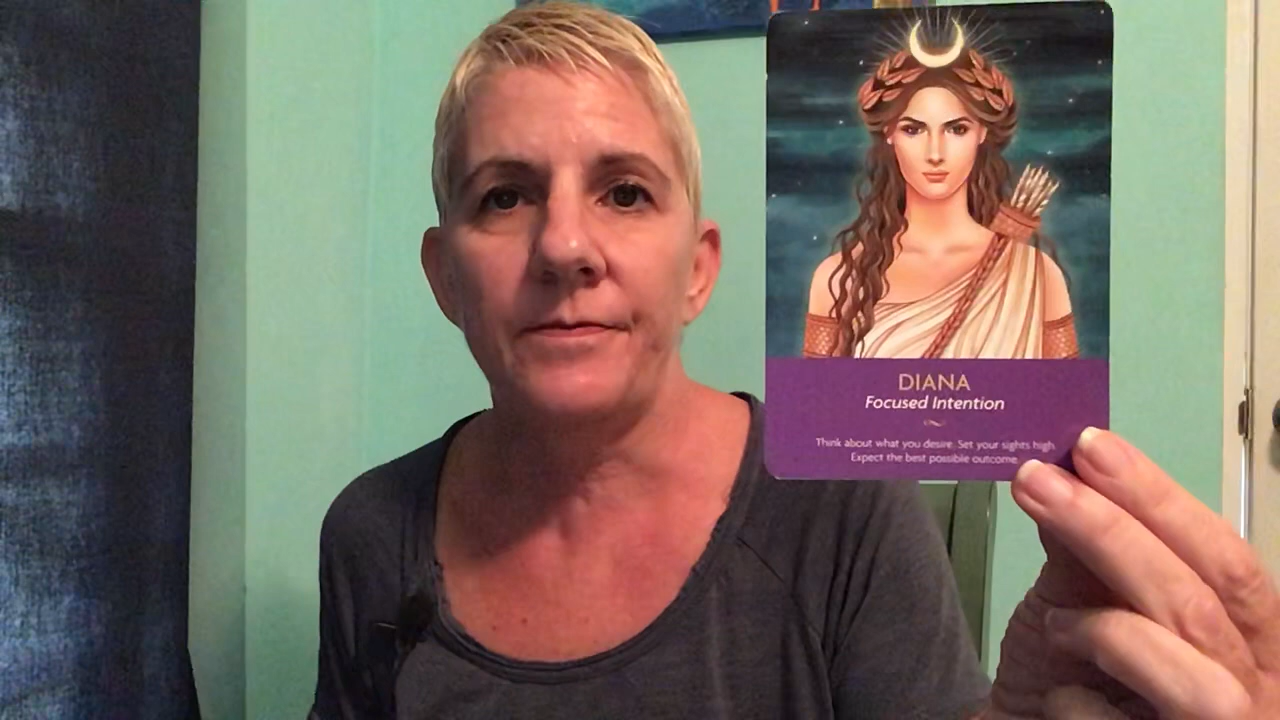 DIANA
Focused Intention
Think about what you desire. Set your sights high.
Expect the best possible outcome.